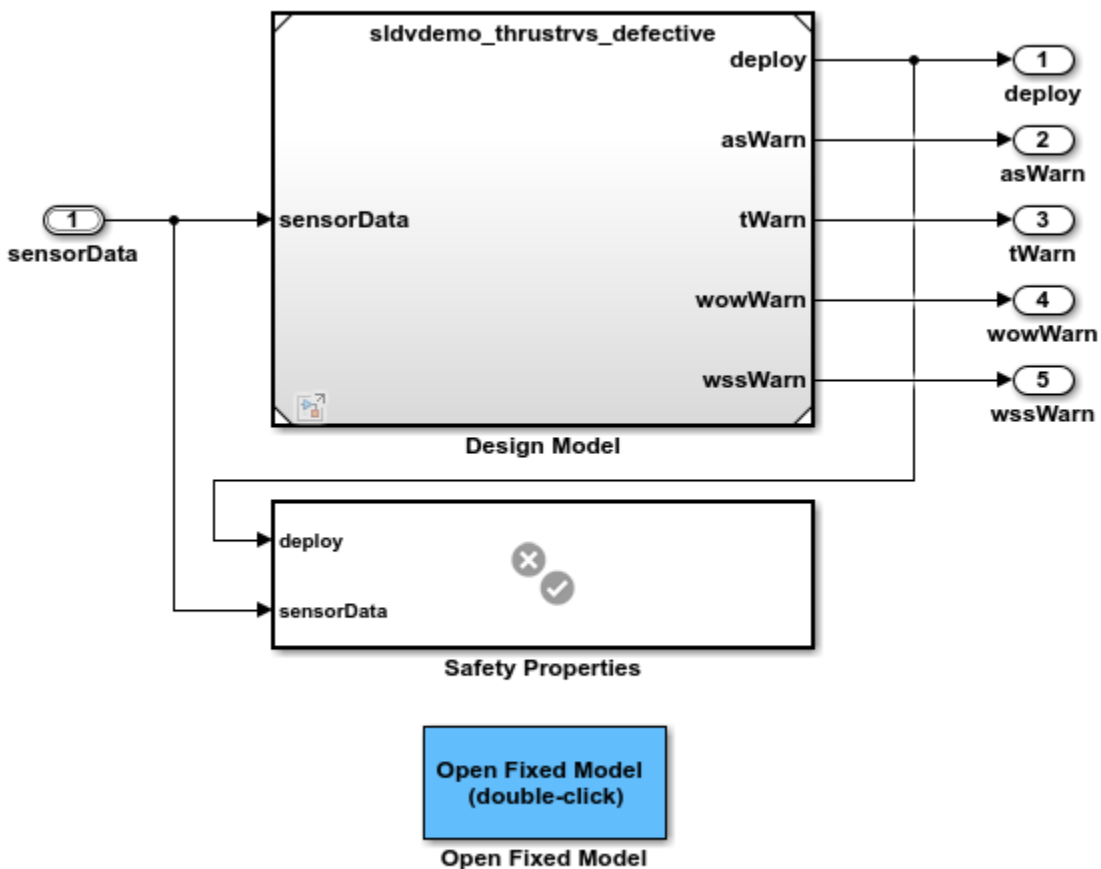 sldvdemo_thrustrvs_defective
deploy
1
deploy
asWarn
2
asWarn
1
sensorData
sensorData
tWarn
3
tWarn
wowWarn
4
wowWarn
wssWarn
5
wssWarn
Design Model
deploy
sensorData
Safety Properties
Open Fixed Model
(double-click)
Open Fixed Model